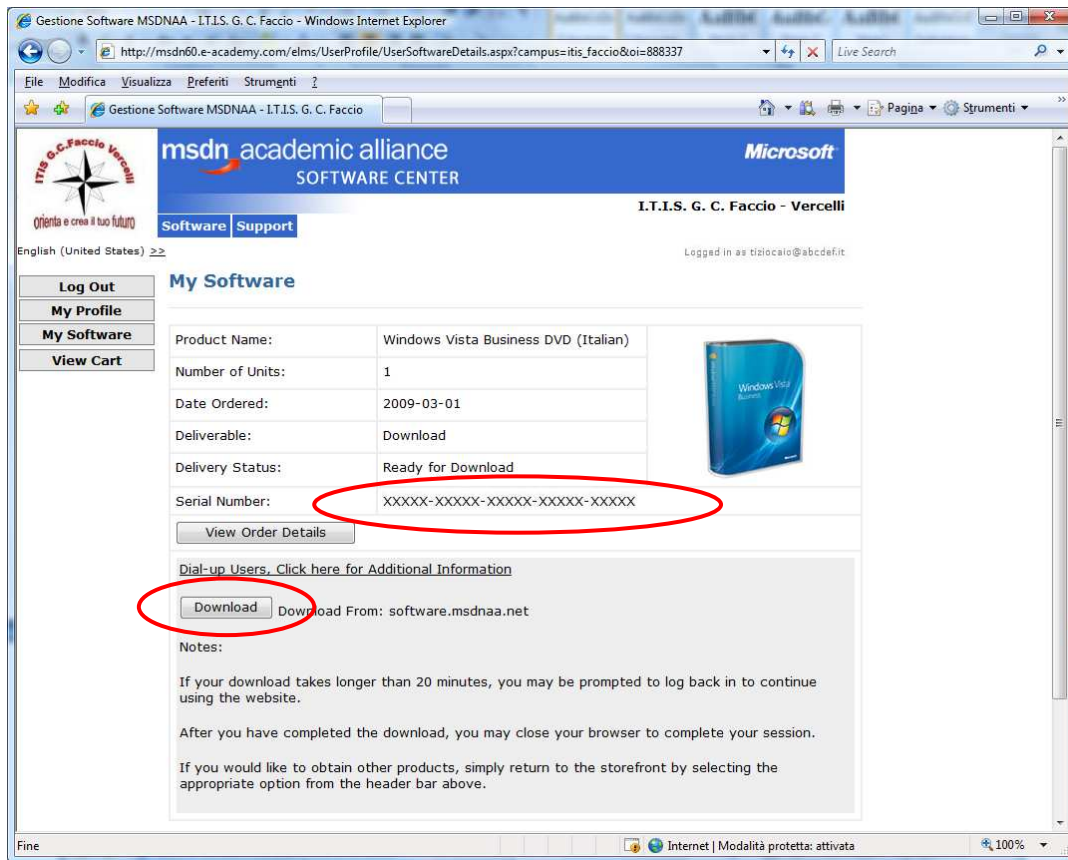 Gestione Software MSDNAA - I.T.I.S. G. C. Faccio - Windows Internet Explorer
http://msdn60.e-academy.com/elms/UserProfile/UserSoftwareDetails.aspx?campus=itis_faccio&oi=888337
Live Search
File Modifica Visualizza Preferiti Strumenti ?
Gestione Software MSDNAA - I.T.I.S. G. C. Faccio
Pagina Strumenti
ITIS G.C.Faccio Vercelli
orienta e crea il tuo futuro
msdn academic alliance
SOFTWARE CENTER
Microsoft
I.T.I.S. G. C. Faccio - Vercelli
Software Support
English (United States) >>
Logged in as tiziocaio@abcdef.it
Log Out
My Profile
My Software
View Cart
My Software
Product Name: Windows Vista Business DVD (Italian)
Number of Units: 1
Date Ordered: 2009-03-01
Deliverable: Download
Delivery Status: Ready for Download
Serial Number: XXXXX-XXXXX-XXXXX-XXXXX-XXXXX
Windows Vista
Business
View Order Details
Dial-up Users, Click here for Additional Information
Download Download From: software.msdnaa.net
Notes:
If your download takes longer than 20 minutes, you may be prompted to log back in to continue
using the website.
After you have completed the download, you may close your browser to complete your session.
If you would like to obtain other products, simply return to the storefront by selecting the
appropriate option from the header bar above.
Fine
Internet | Modalità protetta: attivata
100%